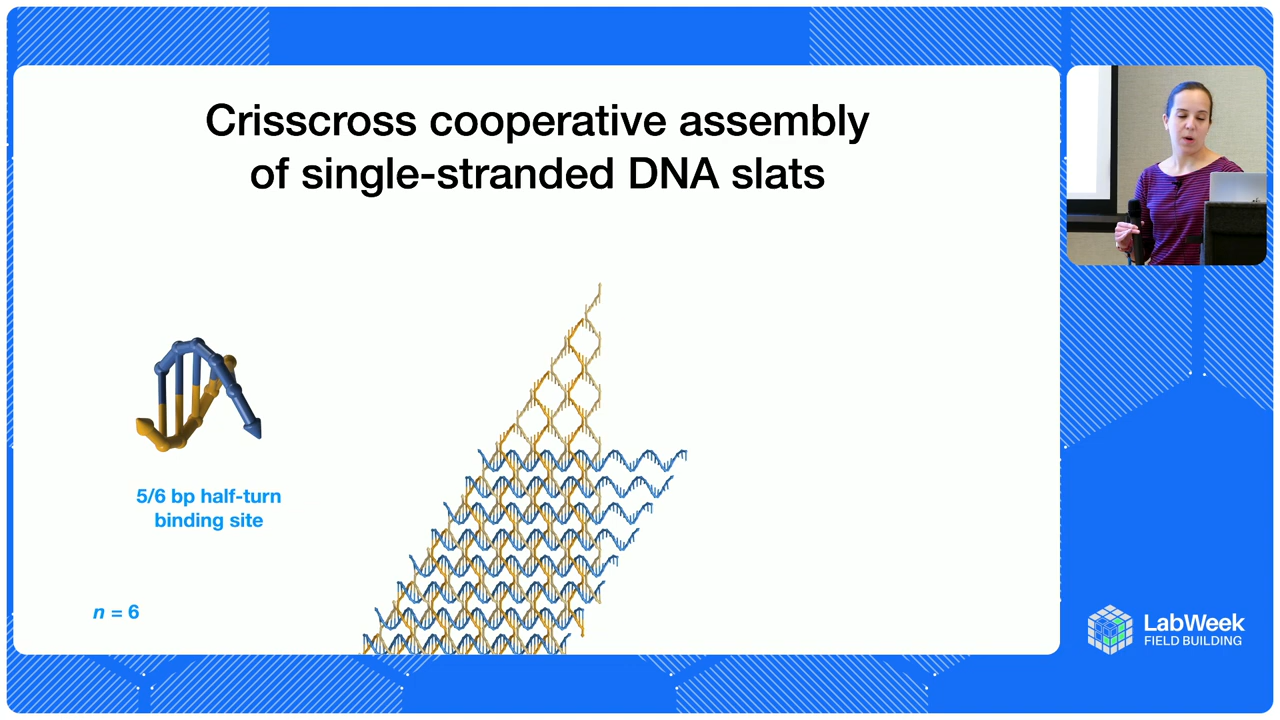 Crisscross cooperative assembly
of single-stranded DNA slats
5/6 bp half-turn
binding site
n = 6
LabWeek
FIELD BUILDING